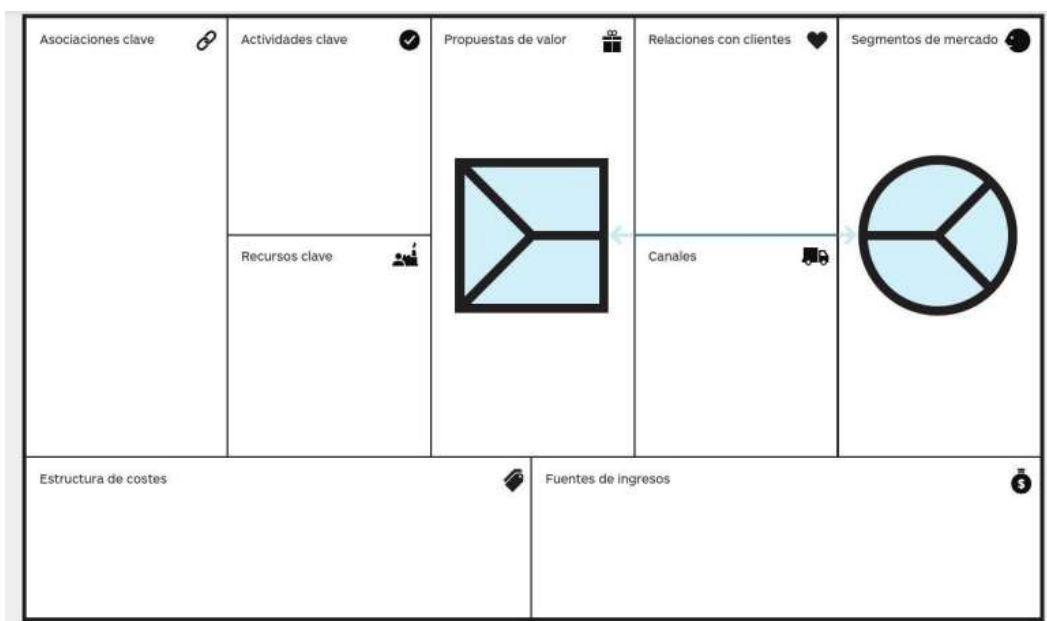 Asociaciones clave
Actividades clave
Propuestas de valor
Relaciones con clientes
Segmentos de mercado
Recursos clave
Canales
Estructura de costes
Fuentes de ingresos
$